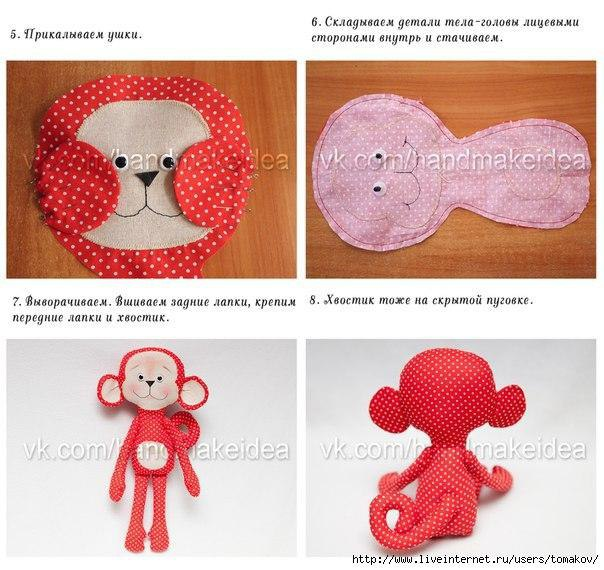 5. Прикалываем ушки.
6. Складываем детали тела-головы лицевыми
сторонами внутрь и стачиваем.
vk.com/handmakeidea
vk.com/handmakeidea
7. Выворачиваем. Вшиваем задние лапки, крепим
передние лапки и хвостик.
8. Хвостик тоже на скрытой пуговке.
vk.com/handmakeidea
vk.com/handmakeidea
http://www.liveinternet.ru/users/tomakov/